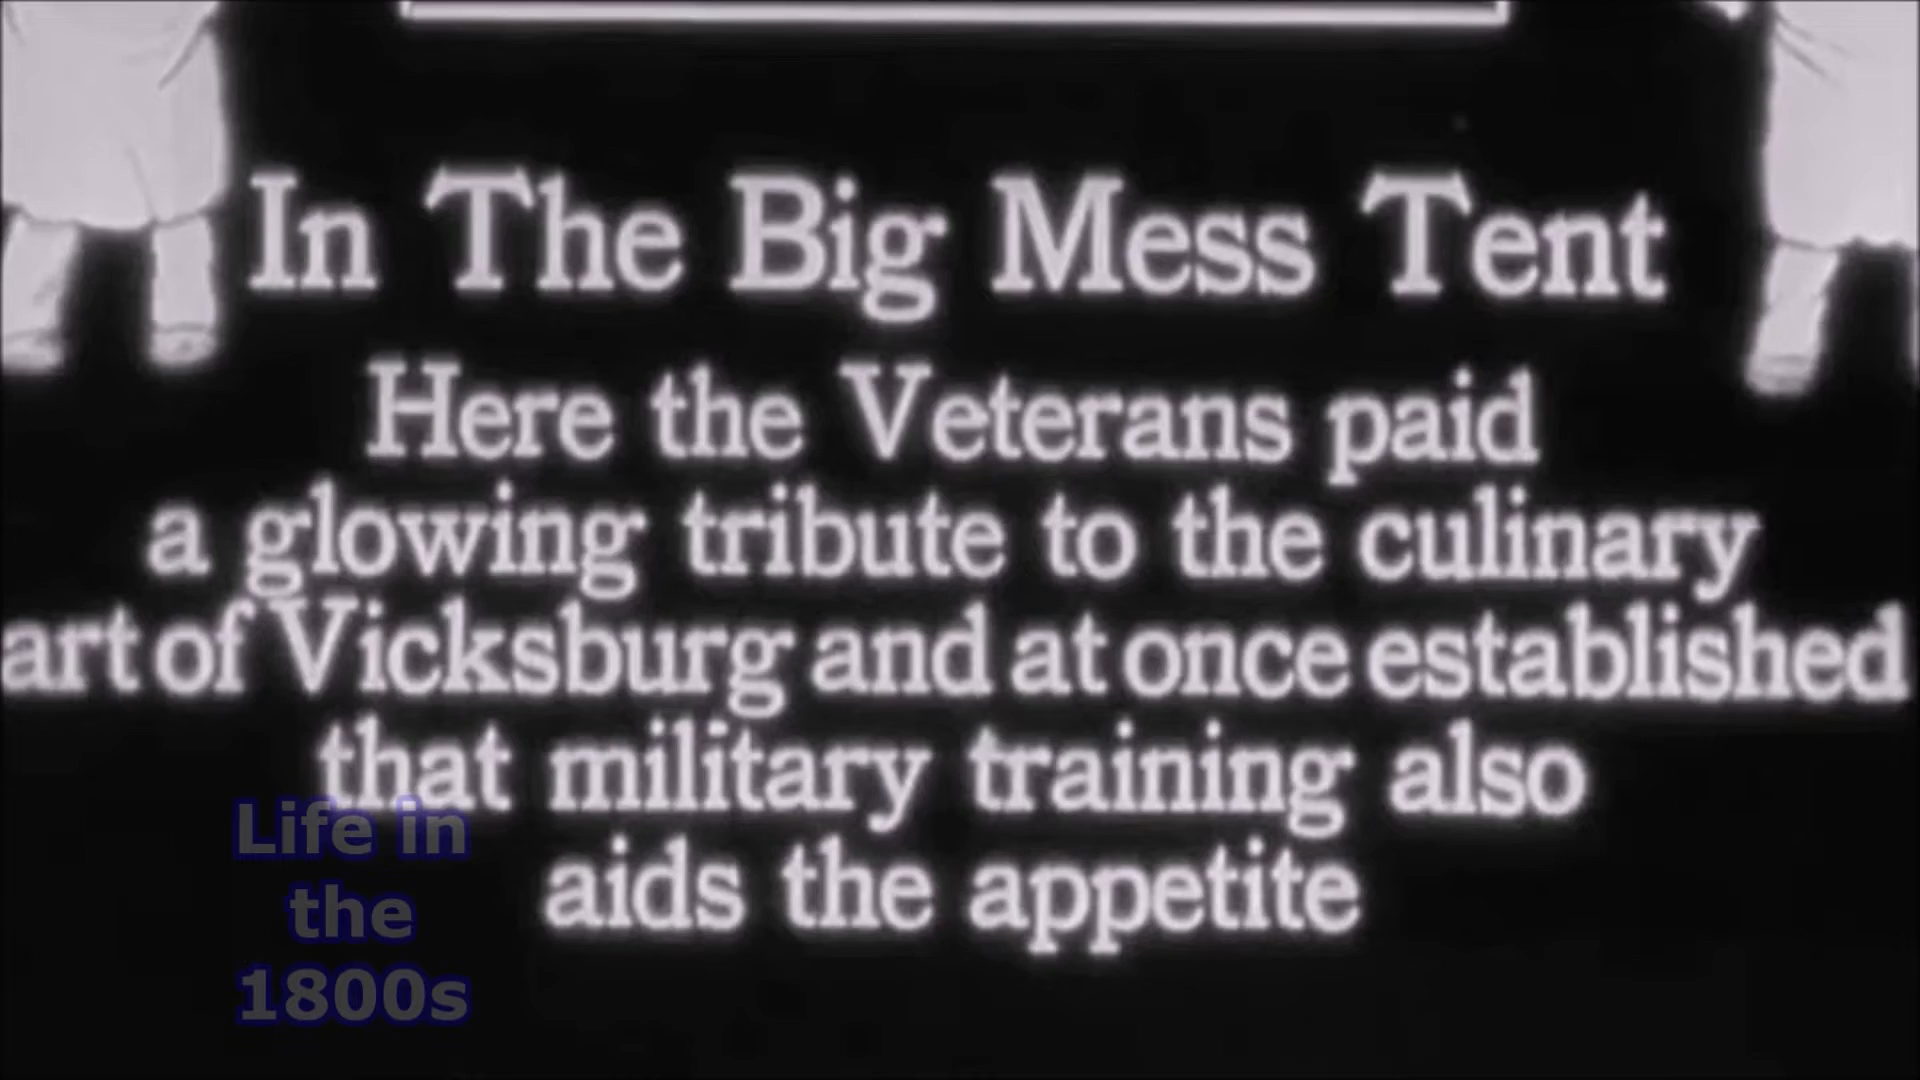 In The Big Mess Tent
Here the Veterans paid
a glowing tribute to the culinary
art of Vicksburg and at once established
that military training also
aids the appetite
Life in
the
1800s